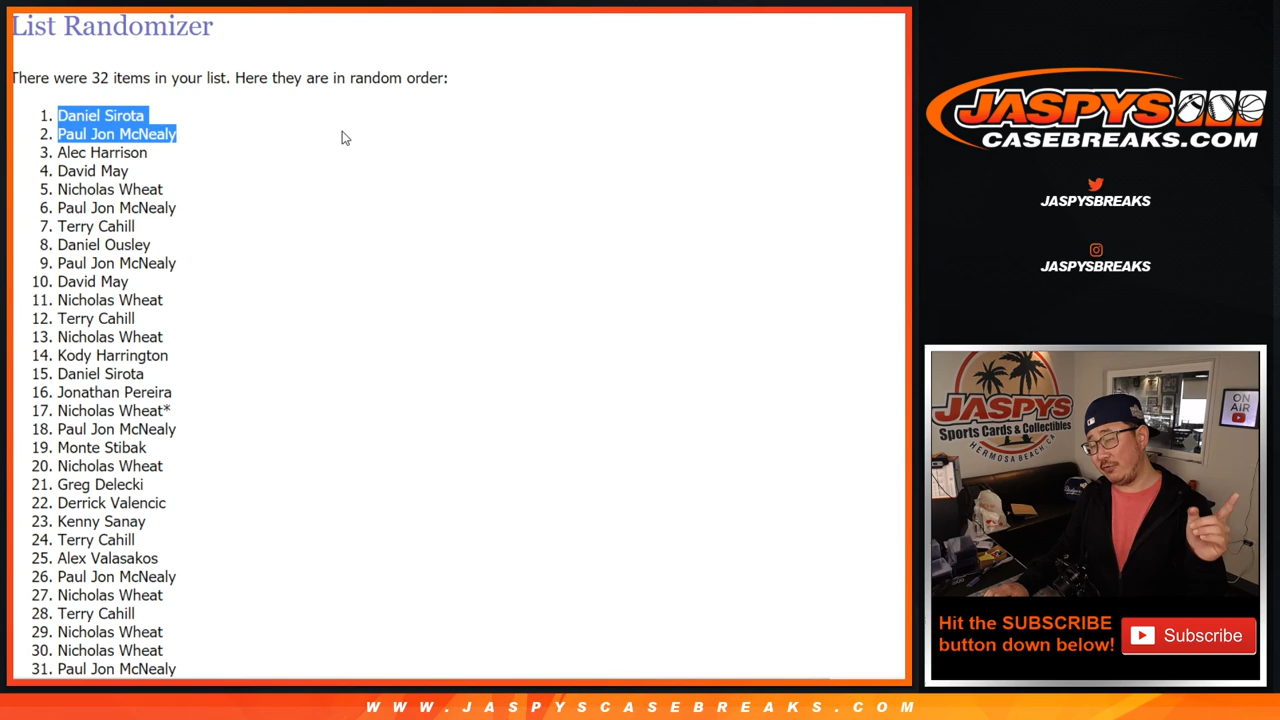 List Randomizer
There were 32 items in your list. Here they are in random order:
1. Daniel Sirota
2. Paul Jon McNealy
3. Alec Harrison
4. David May
5. Nicholas Wheat
6. Paul Jon McNealy
7. Terry Cahill
8. Daniel Ousley
9. Paul Jon McNealy
10. David May
11. Nicholas Wheat
12. Terry Cahill
13. Nicholas Wheat
14. Kody Harrington
15. Daniel Sirota
16. Jonathan Pereira
17. Nicholas Wheat*
18. Paul Jon McNealy
19. Monte Stibak
20. Nicholas Wheat
21. Greg Delecki
22. Derrick Valencic
23. Kenny Sanay
24. Terry Cahill
25. Alex Valasakos
26. Paul Jon McNealy
27. Nicholas Wheat
28. Terry Cahill
29. Nicholas Wheat
30. Nicholas Wheat
31. Paul Jon McNealy
JASPYS
CASEBREAKS.COM
JASPYSBREAKS
JASPYSBREAKS
JASPYS
Sports Cards & Collectibles
HERMOSA BEACH, CA
ON
AIR
Hit the SUBSCRIBE
button down below!
Subscribe
WWW.JASPYSCASEBREAKS.COM